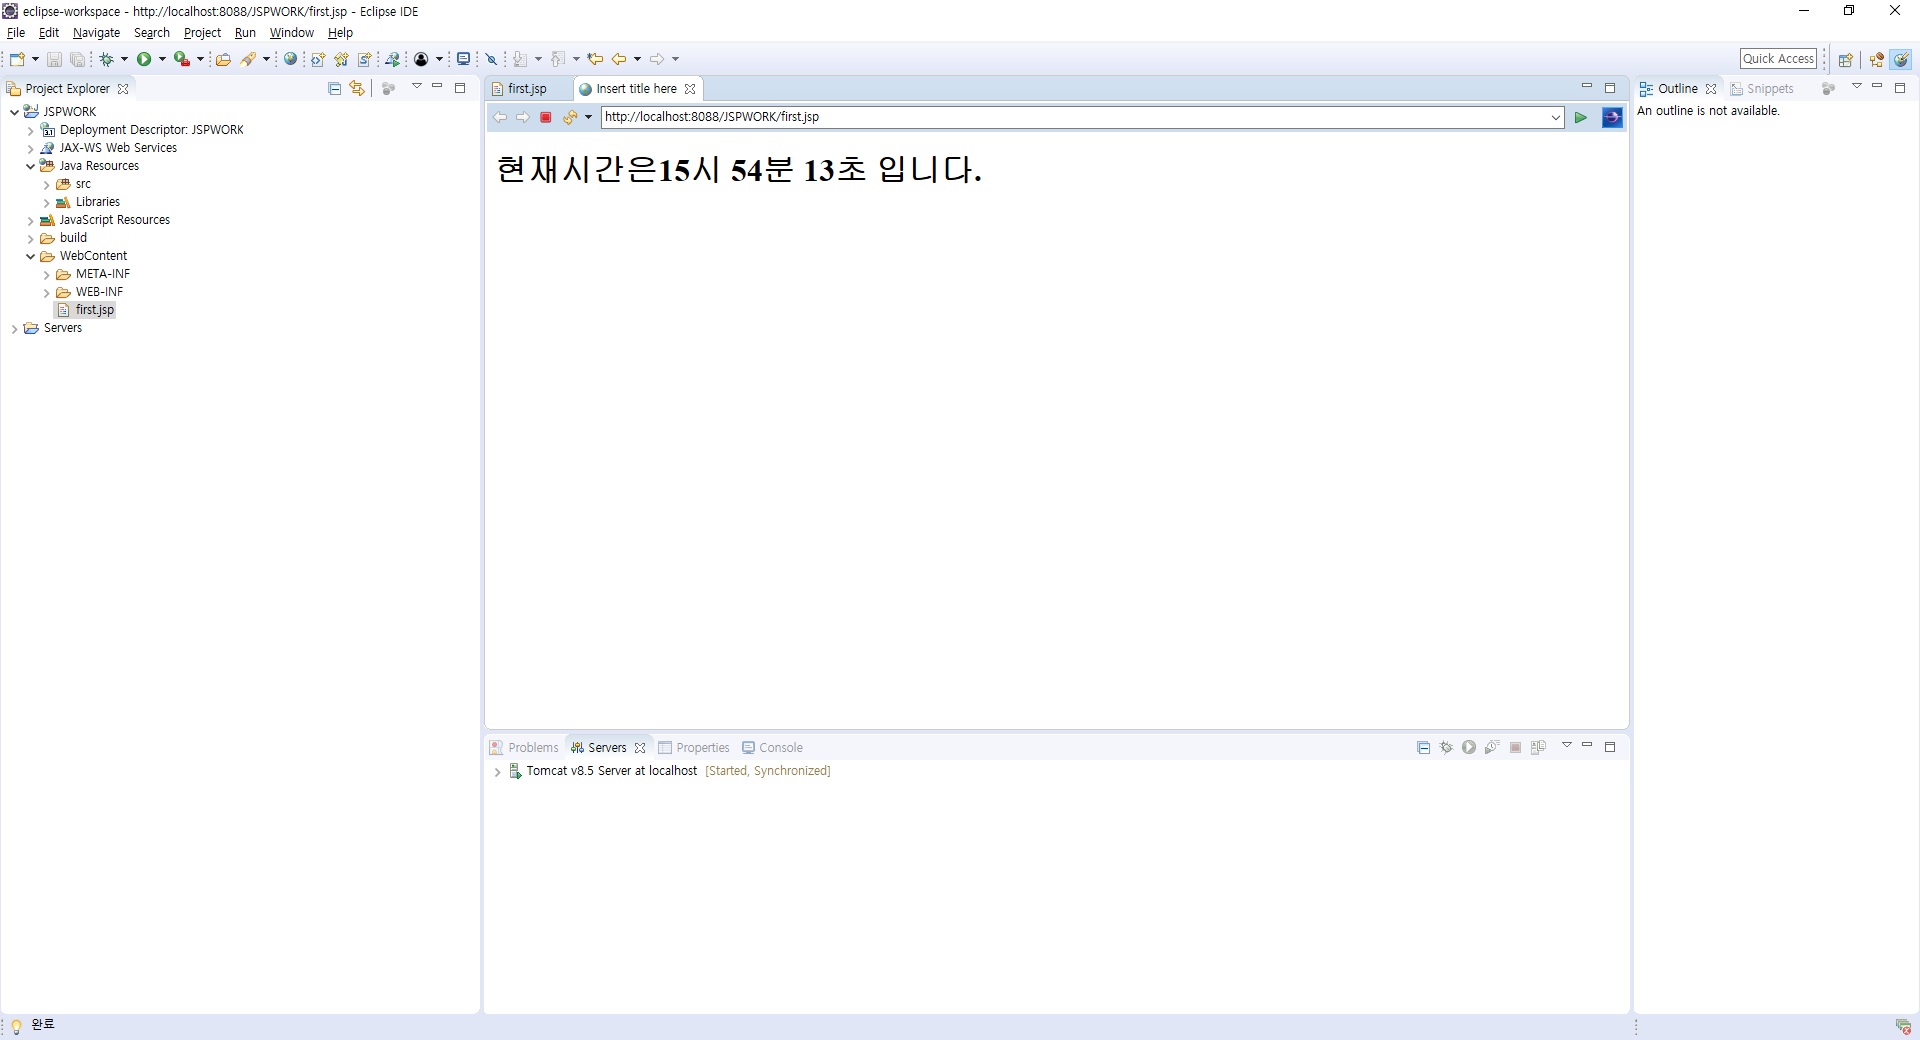 eclipse-workspace - http://localhost:8088/JSPWORK/first.jsp - Eclipse IDE
File Edit Navigate Search Project Run Window Help
Quick Access
Project Explorer
JSPWORK
Deployment Descriptor: JSPWORK
JAX-WS Web Services
Java Resources
src
Libraries
JavaScript Resources
build
WebContent
META-INF
WEB-INF
first.jsp
Servers
first.jsp Insert title here
http://localhost:8088/JSPWORK/first.jsp
현재시간은15시 54분 13초 입니다.
Outline Snippets
An outline is not available.
Problems Servers Properties Console
Tomcat v8.5 Server at localhost [Started, Synchronized]
완료